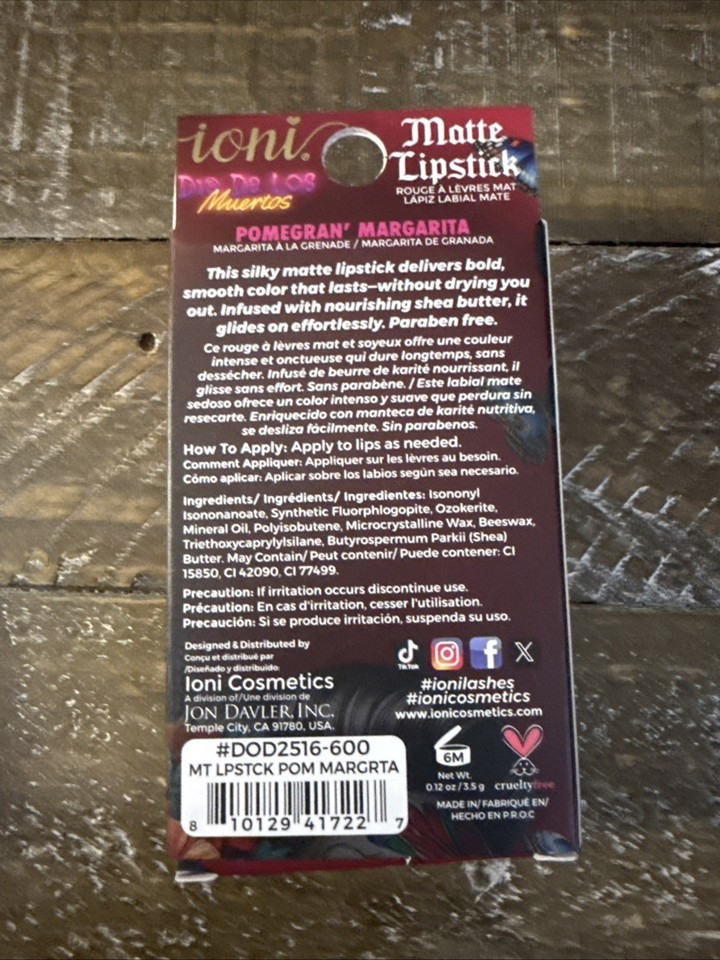 ioni.
Matte
Lipstick
ROUGE À LÈVRES MAT
LÁPIZ LABIAL MATE
Dia De Los
Muertos
POMEGRAN' MARGARITA
MARGARITA À LA GRENADE / MARGARITA DE GRANADA
This silky matte lipstick delivers bold,
smooth color that lasts—without drying you
out. Infused with nourishing shea butter, it
glides on effortlessly. Paraben free.
Ce rouge à lèvres mat et soyeux offre une couleur
intense et onctueuse qui dure longtemps, sans
dessécher. Infusé de beurre de karité nourrissant, il
glisse sans effort. Sans parabène. / Este labial mate
sedoso ofrece un color intenso y suave que perdura sin
resecarte. Enriquecido con manteca de karité nutritiva,
se desliza fácilmente. Sin parabenos.
How To Apply: Apply to lips as needed.
Comment Appliquer: Appliquer sur les lèvres au besoin.
Cómo aplicar: Aplicar sobre los labios según sea necesario.
Ingredients/ Ingrédients/ Ingredientes: Isononyl
Isononanoate, Synthetic Fluorphlogopite, Ozokerite,
Mineral Oil, Polyisobutene, Microcrystalline Wax, Beeswax,
Triethoxycaprylylsilane, Butyrospermum Parkii (Shea)
Butter. May Contain/ Peut contenir/ Puede contener: CI
15850, CI 42090, CI 77499.
Precaution: If irritation occurs discontinue use.
Précaution: En cas d'irritation, cesser l'utilisation.
Precaución: Si se produce irritación, suspenda su uso.
Designed & Distributed by
Conçu et distribué par
/Diseñado y distribuido:
Ioni Cosmetics
A division of/Une division de
JON DAVLER, INC.
Temple City, CA 91780, USA.
TikTok
#ionilashes
#ionicosmetics
www.ionicosmetics.com
#DOD2516-600
MT LPSTCK POM MARGRTA
8 10129 41722 7
6M
Net Wt.
0.12 oz / 3.5 g
crueltyfree
MADE IN/ FABRIQUÉ EN/
HECHO EN P.R.O.C